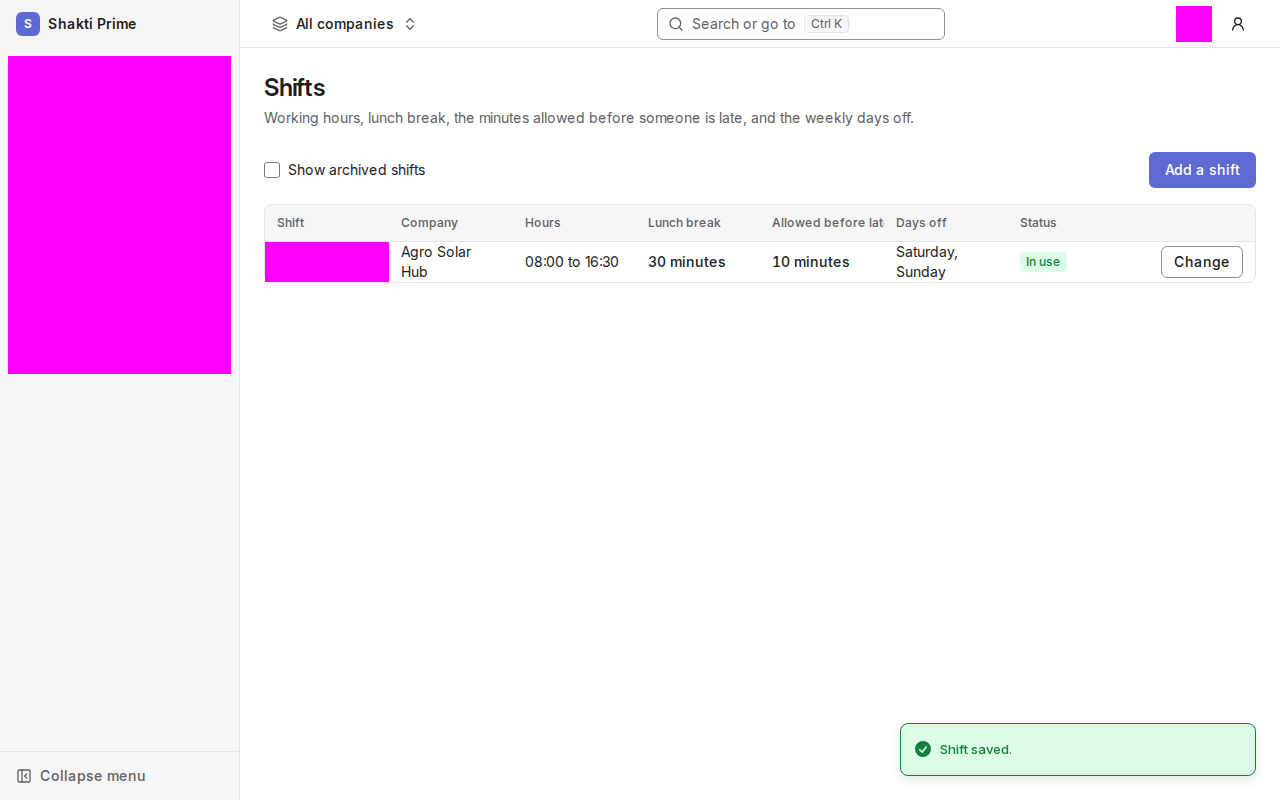 S Shakti Prime
All companies
Search or go to Ctrl K
Shifts
Working hours, lunch break, the minutes allowed before someone is late, and the weekly days off.
Show archived shifts
Add a shift
Shift Company Hours Lunch break Allowed before late Days off Status
Agro Solar Hub 08:00 to 16:30 30 minutes 10 minutes Saturday, Sunday In use Change
Shift saved.
Collapse menu